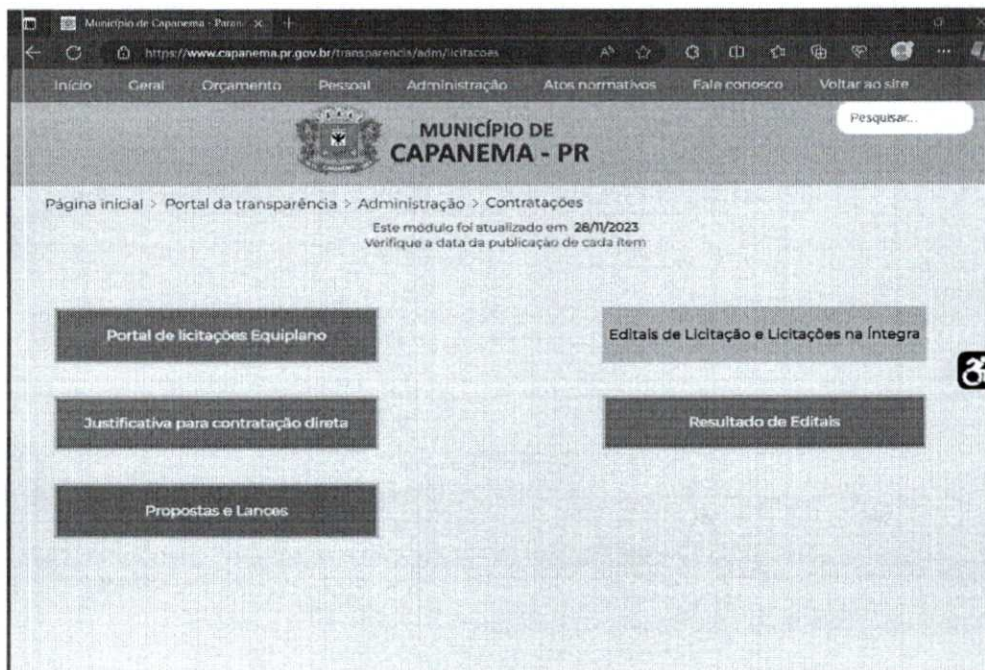 Município de Capanema - Paran
https://www.capanema.pr.gov.br/transparencia/adm/licitacoes
Início Geral Orçamento Pessoal Administração Atos normativos Fale conosco Voltar ao site
Pesquisar...
MUNICÍPIO DE
CAPANEMA - PR
Página inicial > Portal da transparência > Administração > Contratações
Este módulo foi atualizado em 28/11/2023
Verifique a data da publicação de cada item
Portal de licitações Equiplano
Editais de Licitação e Licitações na Íntegra
Justificativa para contratação direta
Resultado de Editais
Propostas e Lances